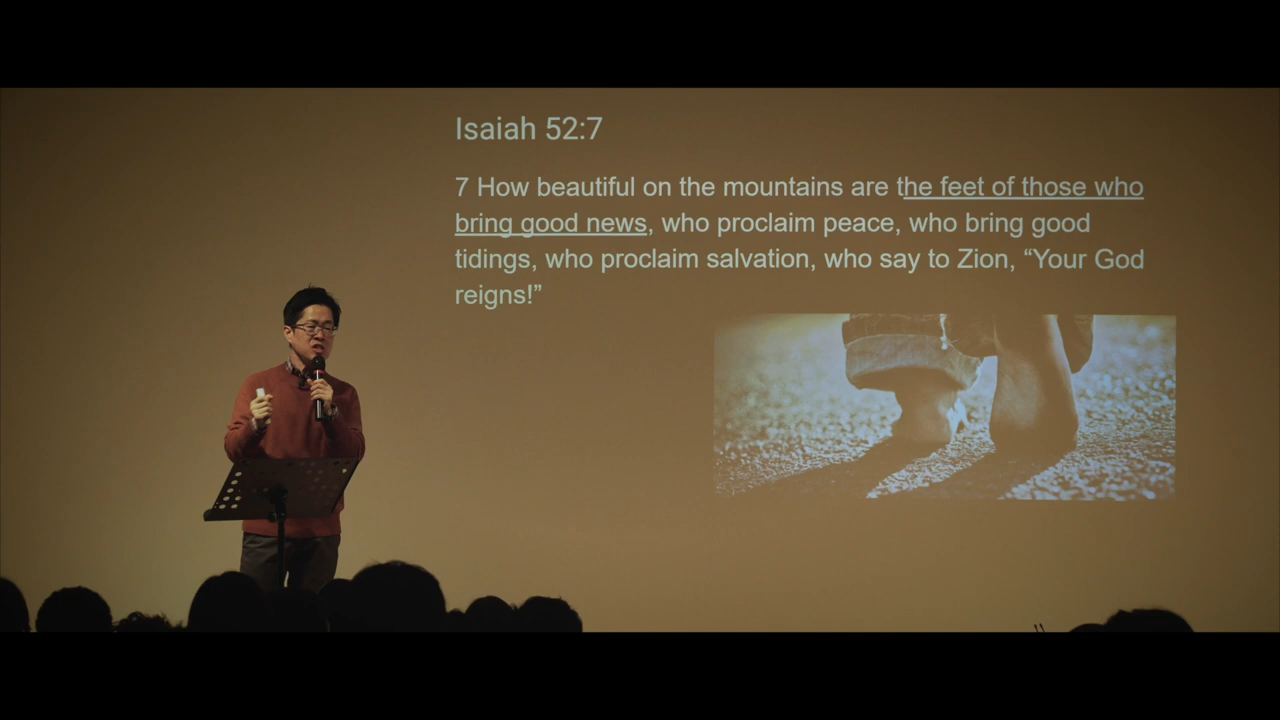 Isaiah 52:7
7 How beautiful on the mountains are the feet of those who
bring good news, who proclaim peace, who bring good
tidings, who proclaim salvation, who say to Zion, “Your God
reigns!”